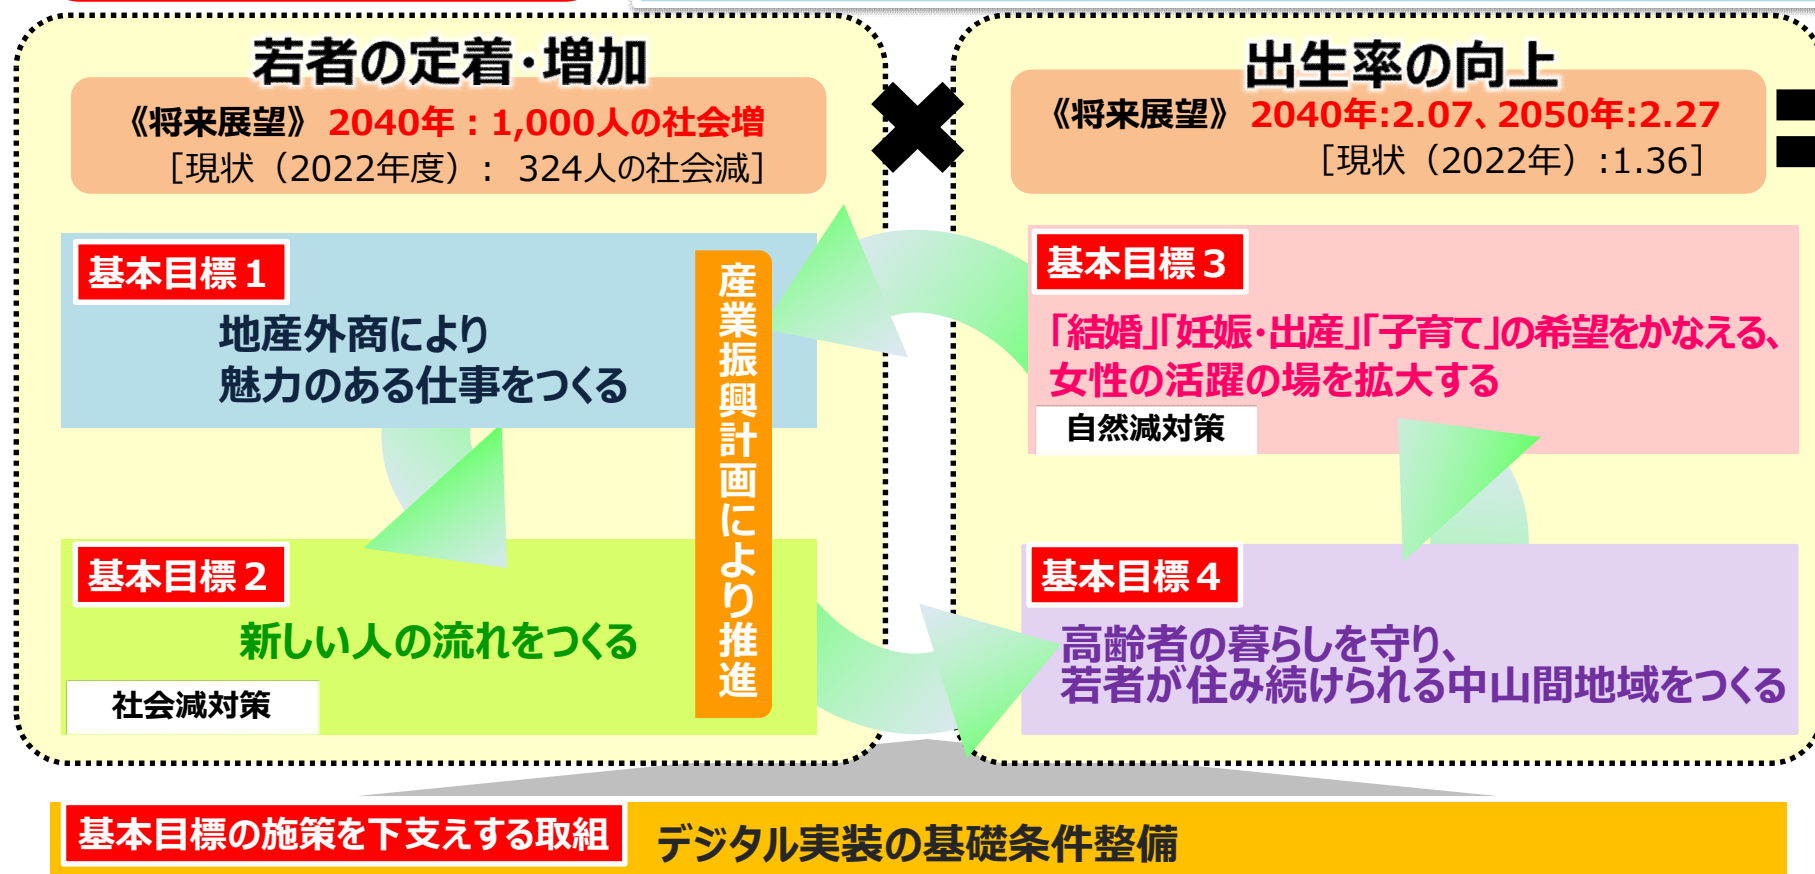 若者の定着・増加
《将来展望》 2040年：1,000人の社会増
［現状（2022年度）： 324人の社会減］
基本目標１
地産外商により
魅力のある仕事をつくる
基本目標２
新しい人の流れをつくる
社会減対策
産業振興計画により推進
✖
出生率の向上
《将来展望》 2040年:2.07、2050年:2.27
［現状（2022年）:1.36］
=
基本目標３
「結婚」「妊娠・出産」「子育て」の希望をかなえる、
女性の活躍の場を拡大する
自然減対策
基本目標４
高齢者の暮らしを守り、
若者が住み続けられる中山間地域をつくる
基本目標の施策を下支えする取組
デジタル実装の基礎条件整備